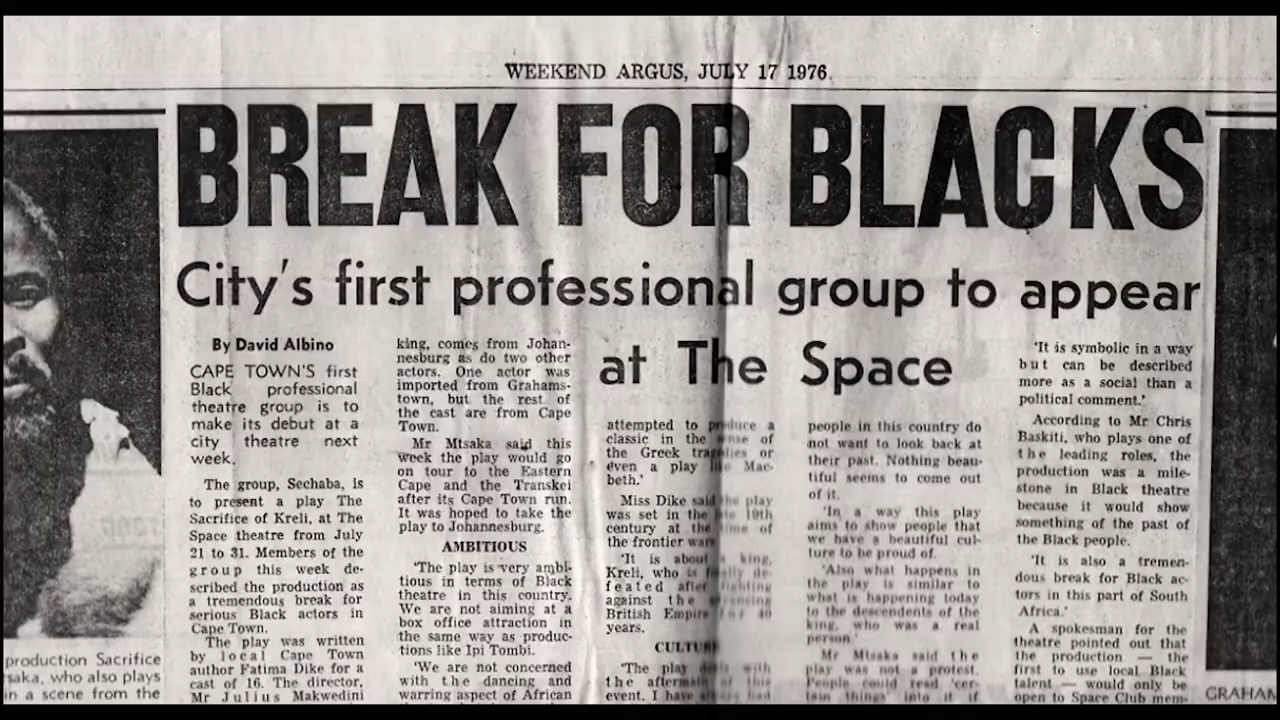 WEEKEND ARGUS, JULY 17 1976
BREAK FOR BLACKS
City's first professional group to appear
at The Space
By David Albino
CAPE TOWN'S first
Black professional
theatre group is to
make its debut at a
city theatre next
week.
The group, Sechaba, is
to present a play The
Sacrifice of Kreli, at The
Space theatre from July
21 to 31. Members of the
group this week de-
scribed the production as
a tremendous break for
serious Black actors in
Cape Town.
The play was written
by local Cape Town
author Fatima Dike for a
cast of 16. The director,
Mr Julius Makwedini
king, comes from Johan-
nesburg as do two other
actors. One actor was
imported from Grahams-
town, but the rest of
the cast are from Cape
Town.
Mr Mtsaka said this
week the play would go
on tour to the Eastern
Cape and the Transkei
after its Cape Town run.
It was hoped to take the
play to Johannesburg.
AMBITIOUS
'The play is very ambi-
tious in terms of Black
theatre in this country.
We are not aiming at a
box office attraction in
the same way as produc-
tions like Ipi Tombi.
'We are not concerned
with the dancing and
warring aspect of African
attempted to produce a
classic in the sense of
the Greek tragedies or
even a play like Mac-
beth.'
Miss Dike said the play
was set in the late 19th
century at the time of
the frontier wars
'It is about a king,
Kreli, who is finally de-
feated after fighting
against the advancing
British Empire for 40
years.
CULTURE
'The play deals with
the aftermath of this
event. I have had
people in this country do
not want to look back at
their past. Nothing beau-
tiful seems to come out
of it.
'In a way this play
aims to show people that
we have a beautiful cul-
ture to be proud of.
'Also what happens in
the play is similar to
what is happening today
to the descendents of the
king, who was a real
person.'
Mr Mtsaka said the
play was not a protest.
People could read 'cer-
tain things' into it if
'It is symbolic in a way
but can be described
more as a social than a
political comment.'
According to Mr Chris
Baskiti, who plays one of
the leading roles, the
production was a mile-
stone in Black theatre
because it would show
something of the past of
the Black people.
'It is also a tremen-
dous break for Black ac-
tors in this part of South
Africa.'
A spokesman for the
theatre pointed out that
the production — the
first to use local Black
talent — would only be
open to Space Club mem-
production Sacrifice
saka, who also plays
in a scene from the
GRAHAM